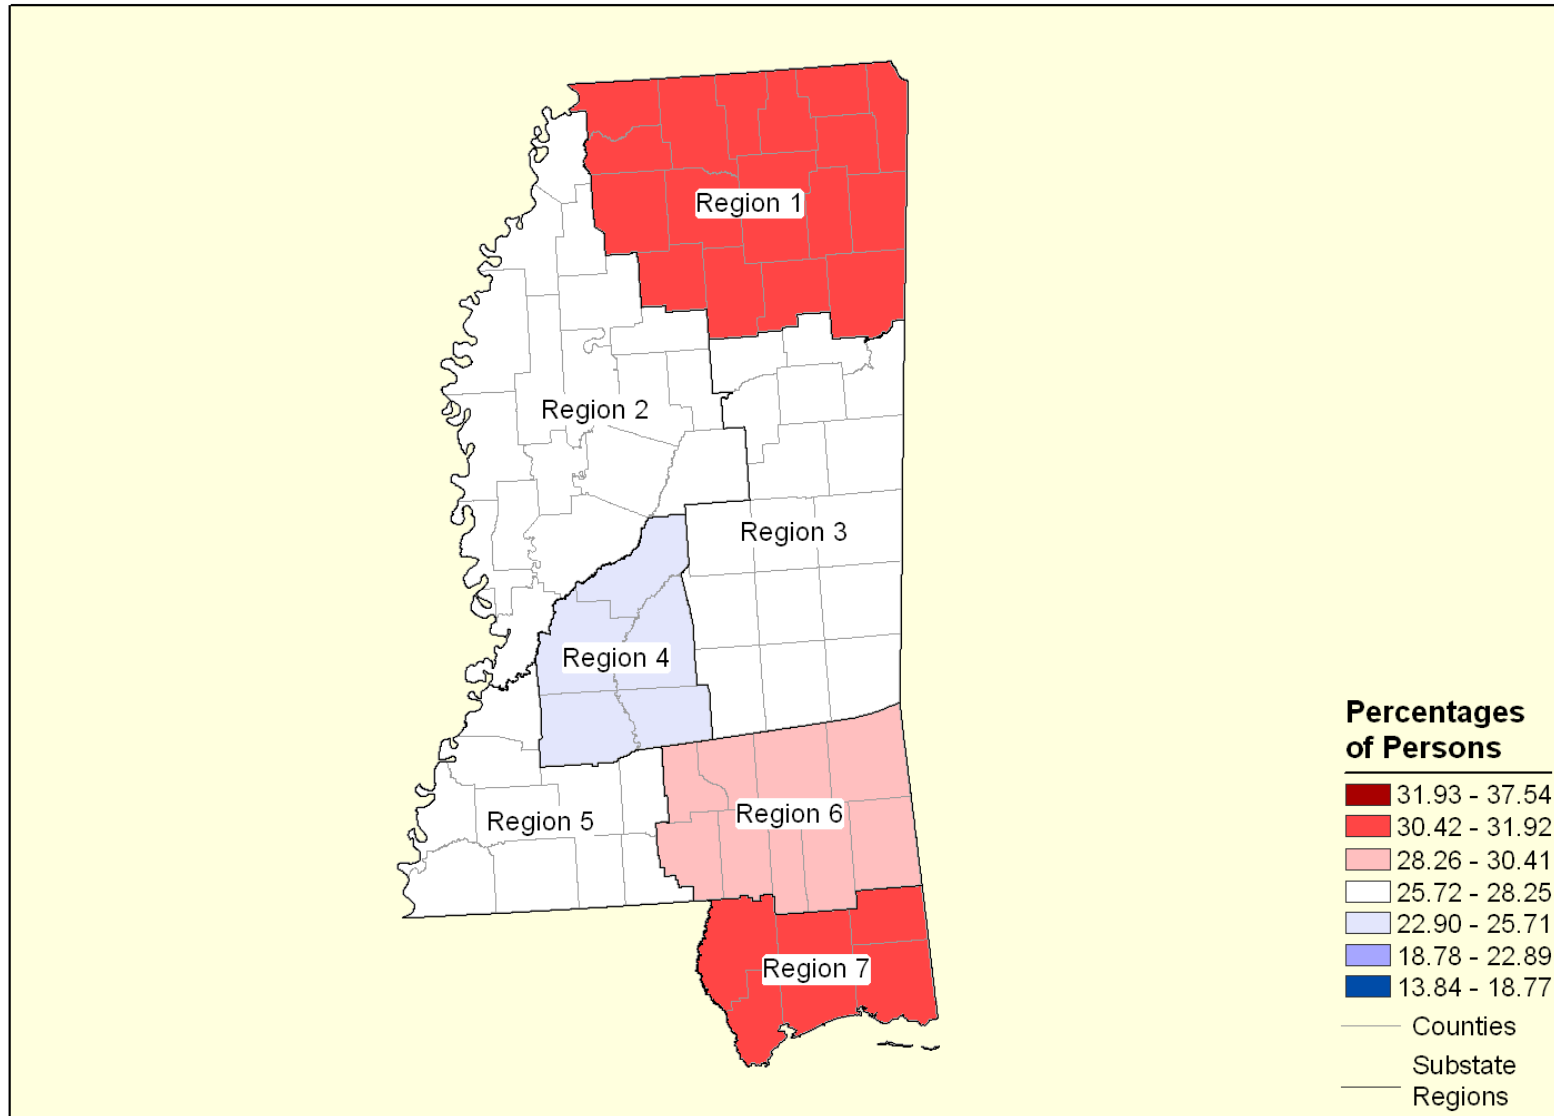 Region 1
Region 2
Region 3
Region 4
Region 5
Region 6
Region 7
Percentages
of Persons
31.93 - 37.54
30.42 - 31.92
28.26 - 30.41
25.72 - 28.25
22.90 - 25.71
18.78 - 22.89
13.84 - 18.77
Counties
Substate
Regions